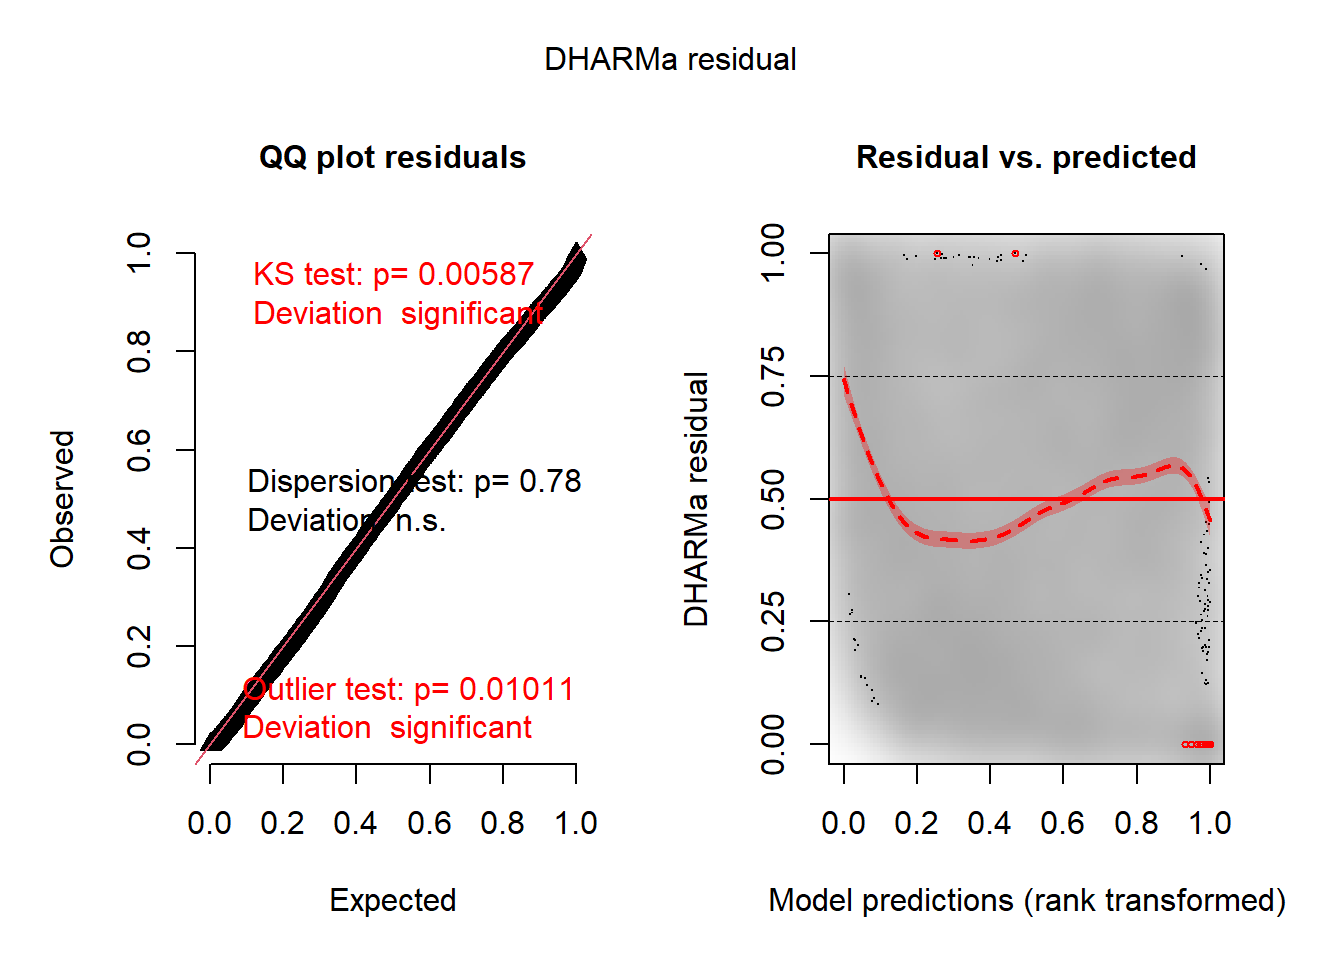 DHARMa residual
QQ plot residuals
Observed
1.0
0.8
0.6
0.4
0.2
0.0
KS test: p= 0.00587
Deviation  significant
Dispersion test: p= 0.78
Deviation  n.s.
Outlier test: p= 0.01011
Deviation  significant
0.0 0.2 0.4 0.6 0.8 1.0
Expected
Residual vs. predicted
DHARMa residual
1.00
0.75
0.50
0.25
0.00
0.0 0.2 0.4 0.6 0.8 1.0
Model predictions (rank transformed)